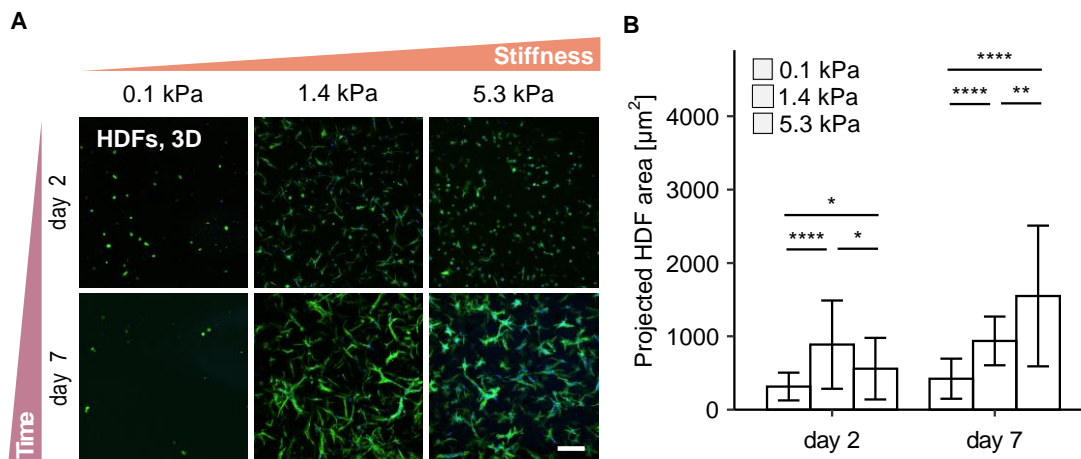 A
Stiffness
0.1 kPa
1.4 kPa
5.3 kPa
HDFs, 3D
day 2
day 7
Time
B
Projected HDF area [µm²]
0.1 kPa
1.4 kPa
5.3 kPa
****
**** **
*
**** *
4000
3000
2000
1000
0
day 2
day 7